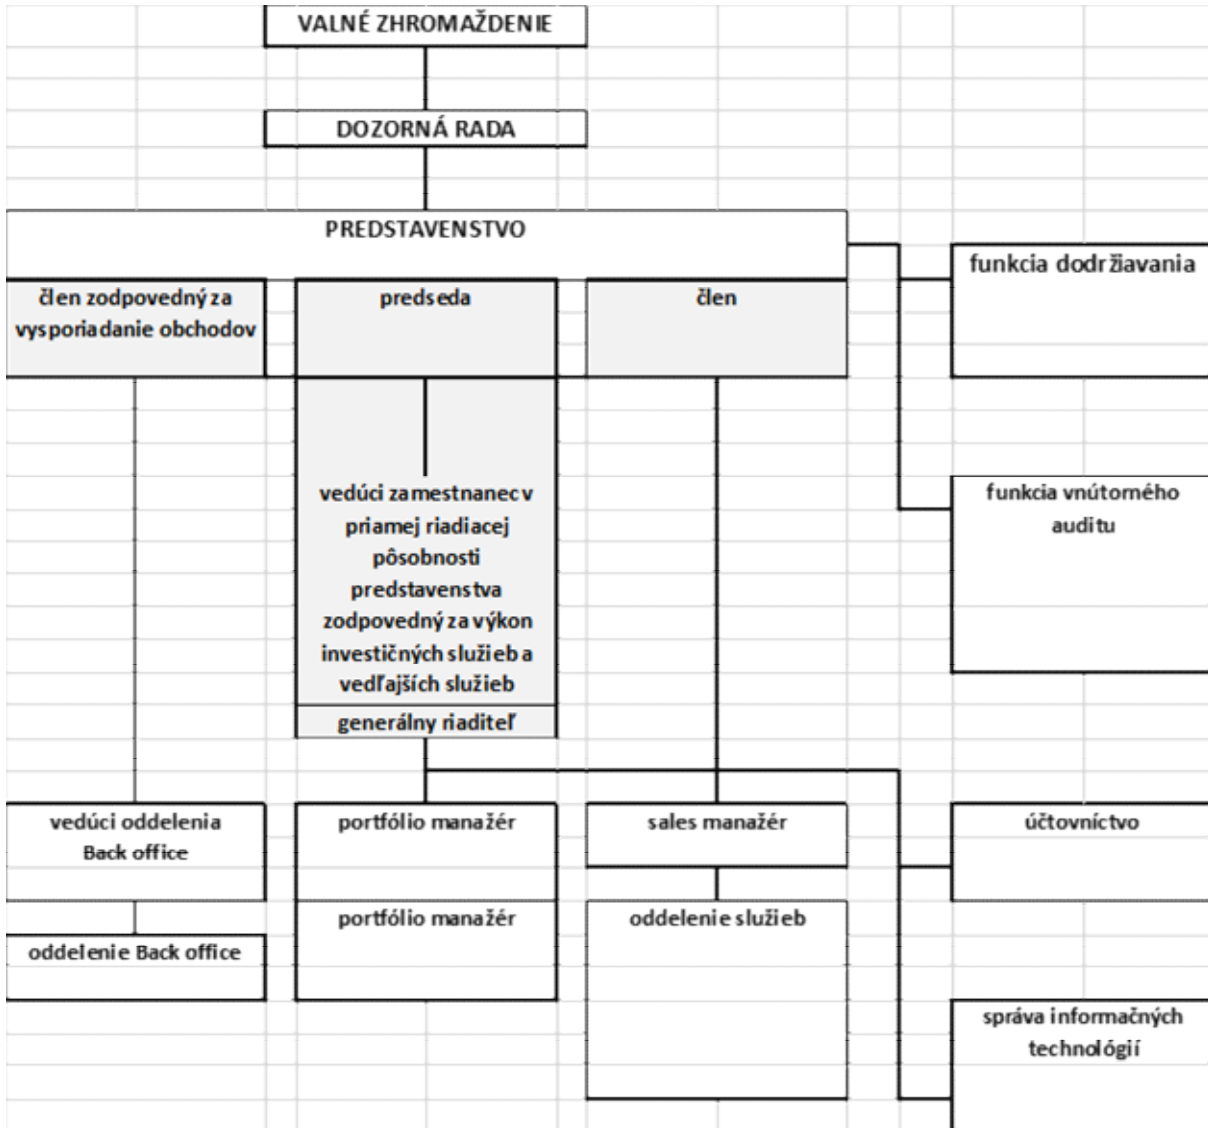 VALNÉ ZHROMAŽDENIE
DOZORNÁ RADA
PREDSTAVENSTVO
funkcia dodržiavania
člen zodpovedný za
vysporiadanie obchodov
predseda
člen
vedúci zamestnanec v
priamej riadiacej
pôsobnosti
predstavenstva
zodpovedný za výkon
investičných služieb a
vedľajších služieb
generálny riaditeľ
funkcia vnútorného
auditu
vedúci oddelenia
Back office
portfólio manažér
sales manažér
účtovníctvo
oddelenie Back office
portfólio manažér
oddelenie služieb
správa informačných
technológií